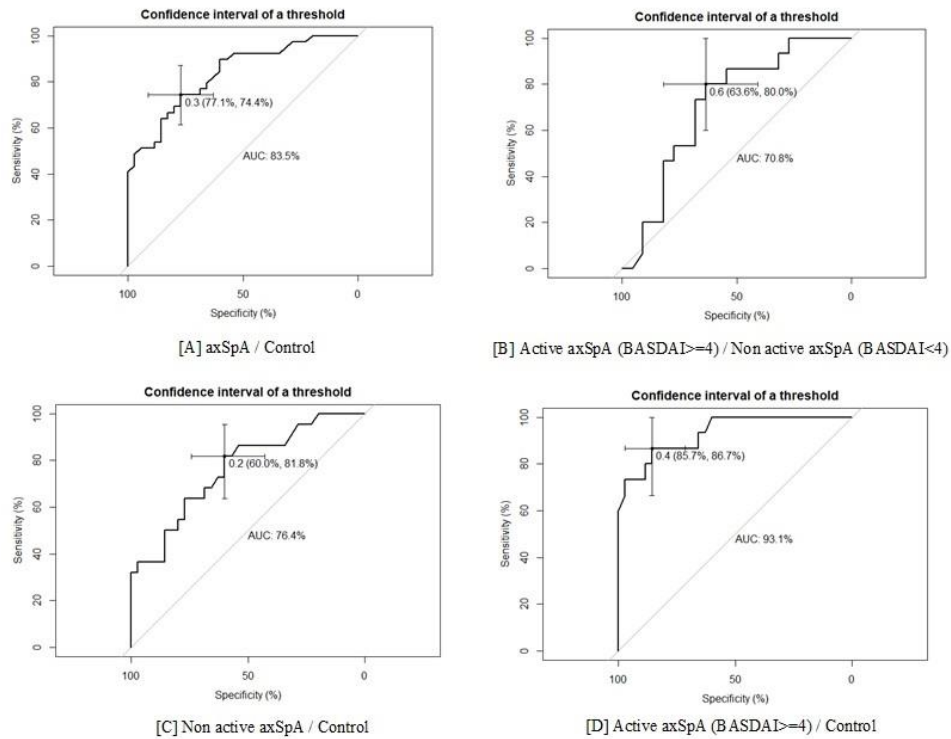 Confidence interval of a threshold
Sensitivity (%)
100
80
60
40
20
0
0.3 (77.1%, 74.4%)
AUC: 83.5%
100
50
0
Specificity (%)
[A] axSpA / Control
Confidence interval of a threshold
Sensitivity (%)
100
80
60
40
20
0
0.6 (63.6%, 80.0%)
AUC: 70.8%
100
50
0
Specificity (%)
[B] Active axSpA (BASDAI>=4) / Non active axSpA (BASDAI<4)
Confidence interval of a threshold
Sensitivity (%)
100
80
60
40
20
0
0.2 (60.0%, 81.8%)
AUC: 76.4%
100
50
0
Specificity (%)
[C] Non active axSpA / Control
Confidence interval of a threshold
Sensitivity (%)
100
80
60
40
20
0
0.4 (85.7%, 86.7%)
AUC: 93.1%
100
50
0
Specificity (%)
[D] Active axSpA (BASDAI>=4) / Control